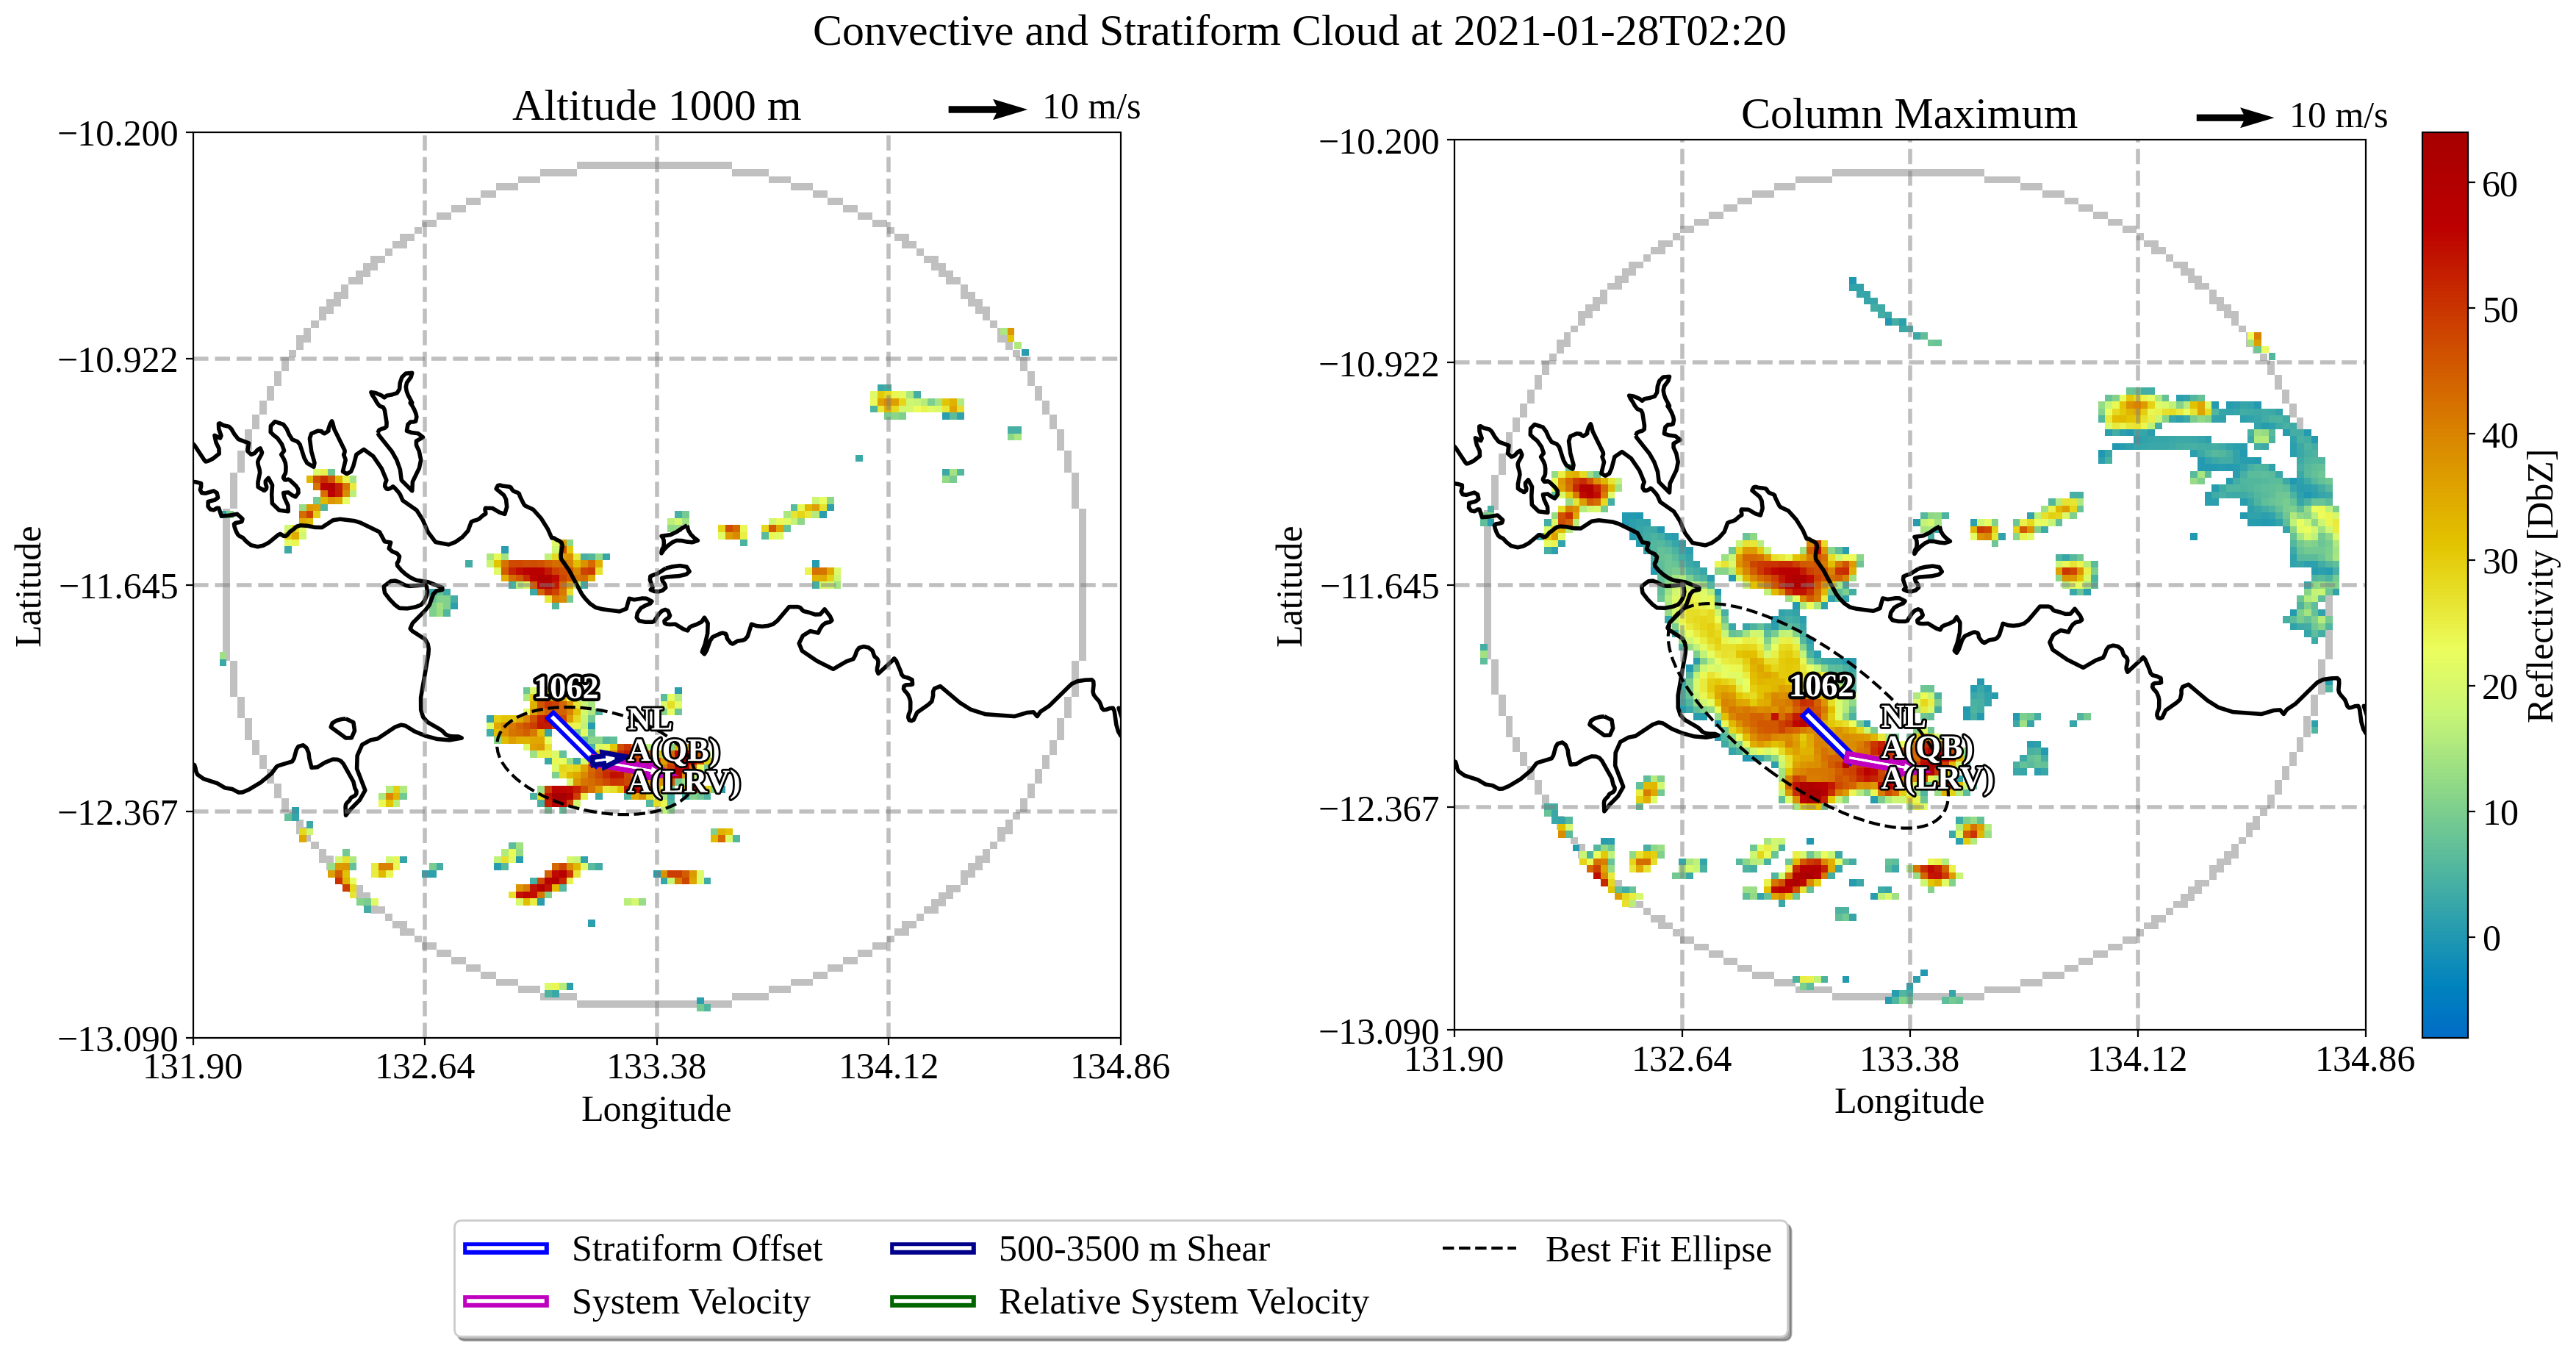 Convective and Stratiform Cloud at 2021-01-28T02:20
Altitude 1000 m
10 m/s
−10.200
−10.922
−11.645
−12.367
−13.090
Latitude
131.90
132.64
133.38
134.12
134.86
Longitude
1062
NL
A(QB)
A(LRV)
Column Maximum
10 m/s
−10.200
−10.922
−11.645
−12.367
−13.090
Latitude
131.90
132.64
133.38
134.12
134.86
Longitude
1062
NL
A(QB)
A(LRV)
60
50
40
30
20
10
0
Reflectivity [DbZ]
Stratiform Offset
System Velocity
500-3500 m Shear
Relative System Velocity
Best Fit Ellipse